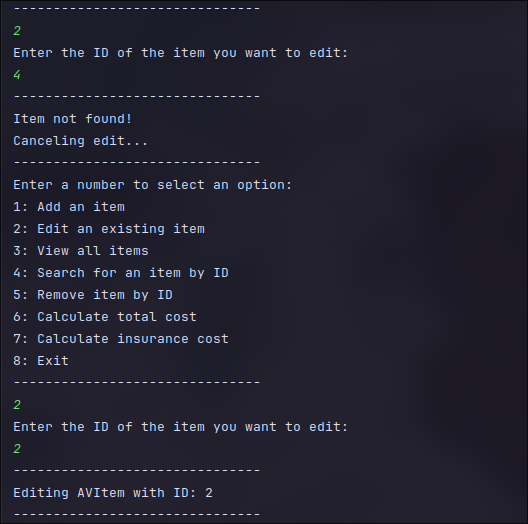 -------------------------------
2
Enter the ID of the item you want to edit:
4
-------------------------------
Item not found!
Canceling edit...
-------------------------------
Enter a number to select an option:
1: Add an item
2: Edit an existing item
3: View all items
4: Search for an item by ID
5: Remove item by ID
6: Calculate total cost
7: Calculate insurance cost
8: Exit
-------------------------------
2
Enter the ID of the item you want to edit:
2
-------------------------------
Editing AVItem with ID: 2
-------------------------------